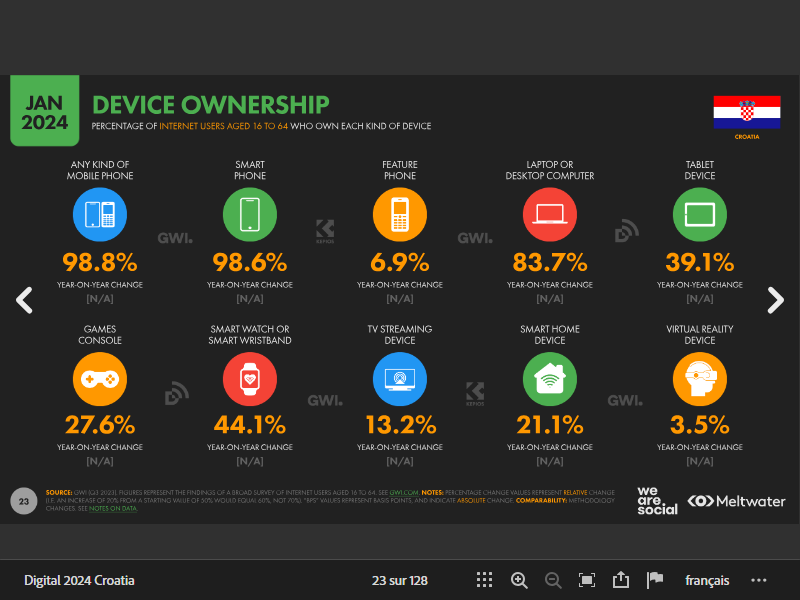 JAN
2024
DEVICE OWNERSHIP
PERCENTAGE OF INTERNET USERS AGED 16 TO 64 WHO OWN EACH KIND OF DEVICE
CROATIA
ANY KIND OF
MOBILE PHONE
98.8%
YEAR-ON-YEAR CHANGE
[N/A]
SMART
PHONE
98.6%
YEAR-ON-YEAR CHANGE
[N/A]
FEATURE
PHONE
6.9%
YEAR-ON-YEAR CHANGE
[N/A]
LAPTOP OR
DESKTOP COMPUTER
83.7%
YEAR-ON-YEAR CHANGE
[N/A]
TABLET
DEVICE
39.1%
YEAR-ON-YEAR CHANGE
[N/A]
GWI.
KEPIOS
GWI.
GAMES
CONSOLE
27.6%
YEAR-ON-YEAR CHANGE
[N/A]
SMART WATCH OR
SMART WRISTBAND
44.1%
YEAR-ON-YEAR CHANGE
[N/A]
TV STREAMING
DEVICE
13.2%
YEAR-ON-YEAR CHANGE
[N/A]
SMART HOME
DEVICE
21.1%
YEAR-ON-YEAR CHANGE
[N/A]
VIRTUAL REALITY
DEVICE
3.5%
YEAR-ON-YEAR CHANGE
[N/A]
GWI.
KEPIOS
GWI.
23
SOURCE: GWI (Q3 2023). FIGURES REPRESENT THE FINDINGS OF A BROAD SURVEY OF INTERNET USERS AGED 16 TO 64. SEE GWI.COM. NOTES: PERCENTAGE CHANGE VALUES REPRESENT RELATIVE CHANGE
(I.E. AN INCREASE OF 20% FROM A STARTING VALUE OF 50% WOULD EQUAL 60%, NOT 70%). "BPS" VALUES REPRESENT BASIS POINTS, AND INDICATE ABSOLUTE CHANGE. COMPARABILITY: METHODOLOGY
CHANGES. SEE NOTES ON DATA.
we
are.
social
Meltwater
Digital 2024 Croatia
23 sur 128
français